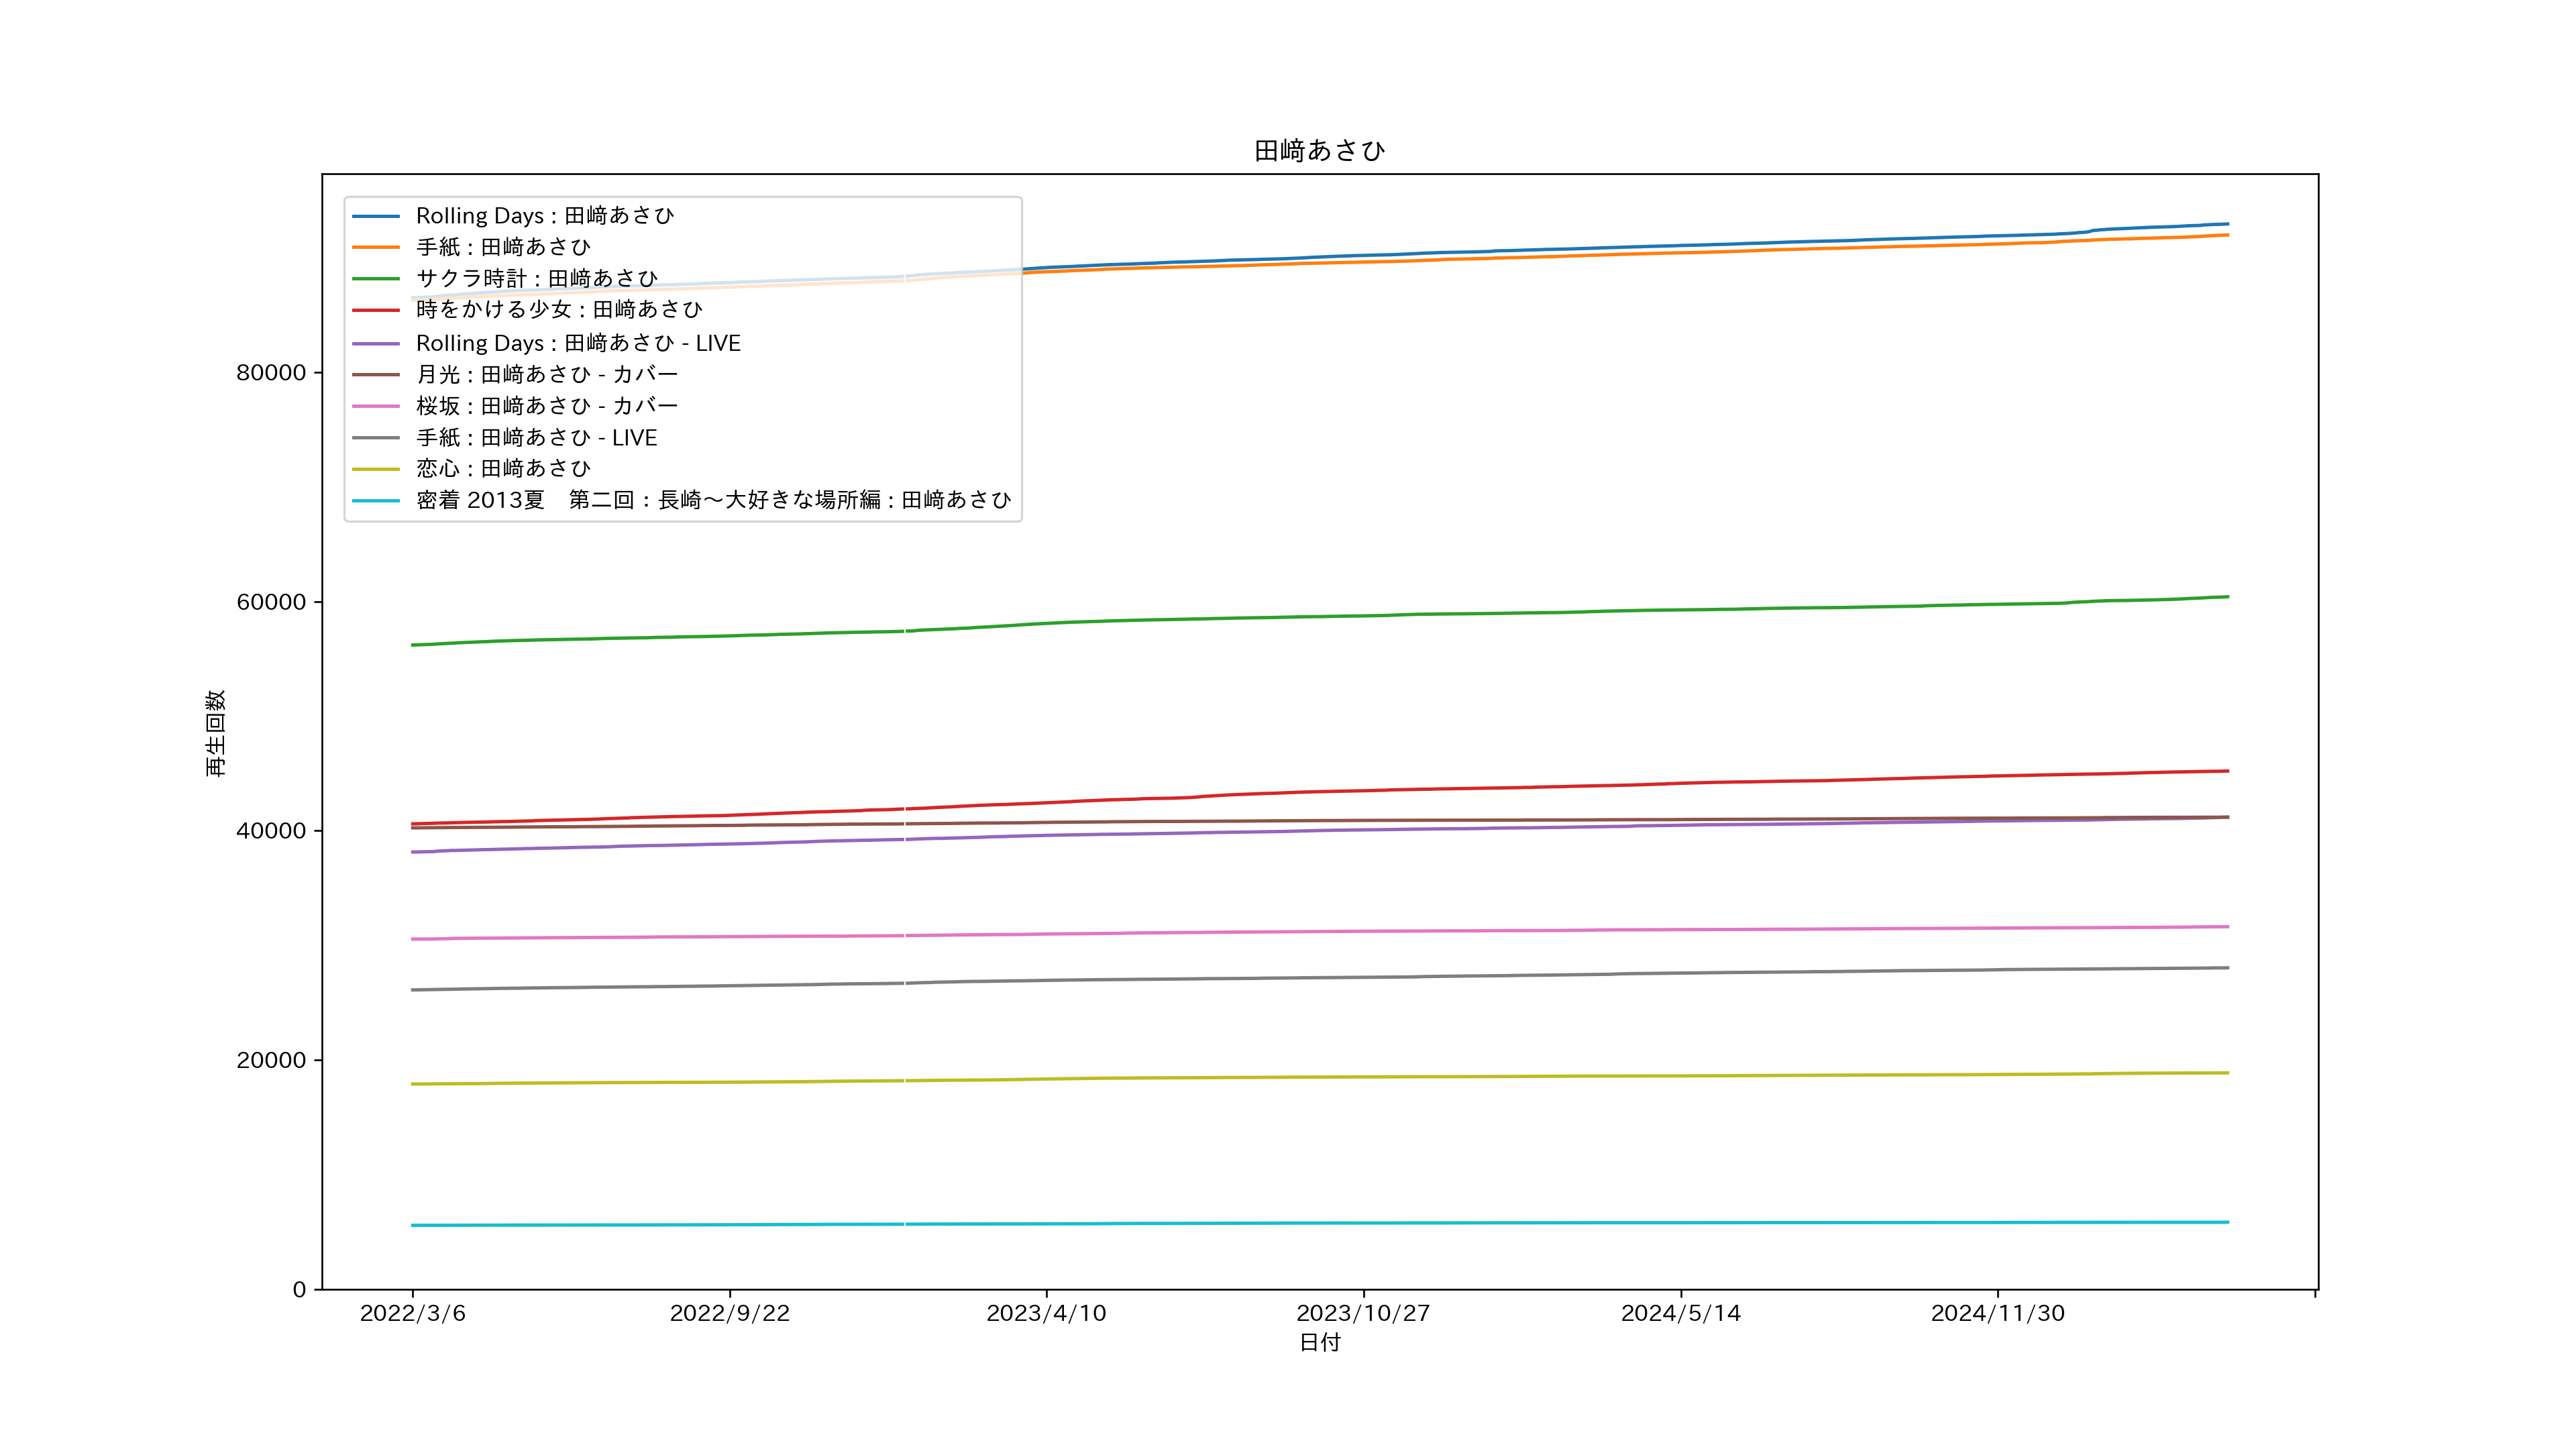 田﨑あさひ
Rolling Days : 田﨑あさひ
手紙 : 田﨑あさひ
サクラ時計 : 田﨑あさひ
時をかける少女 : 田﨑あさひ
Rolling Days : 田﨑あさひ - LIVE
月光 : 田﨑あさひ - カバー
桜坂 : 田﨑あさひ - カバー
手紙 : 田﨑あさひ - LIVE
恋心 : 田﨑あさひ
密着 2013夏　第二回：長崎～大好きな場所編 : 田﨑あさひ
80000
60000
40000
20000
0
再生回数
2022/3/6 2022/9/22 2023/4/10 2023/10/27 2024/5/14 2024/11/30
日付